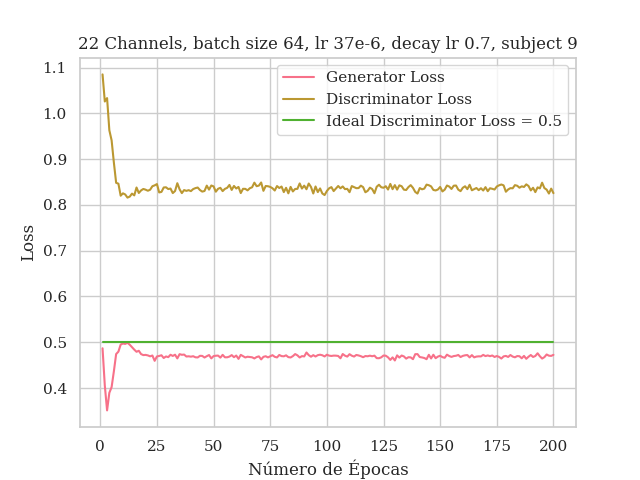 22 Channels, batch size 64, lr 37e-6, decay lr 0.7, subject 9
Generator Loss
Discriminator Loss
Ideal Discriminator Loss = 0.5
Loss
1.1
1.0
0.9
0.8
0.7
0.6
0.5
0.4
0 25 50 75 100 125 150 175 200
Número de Épocas